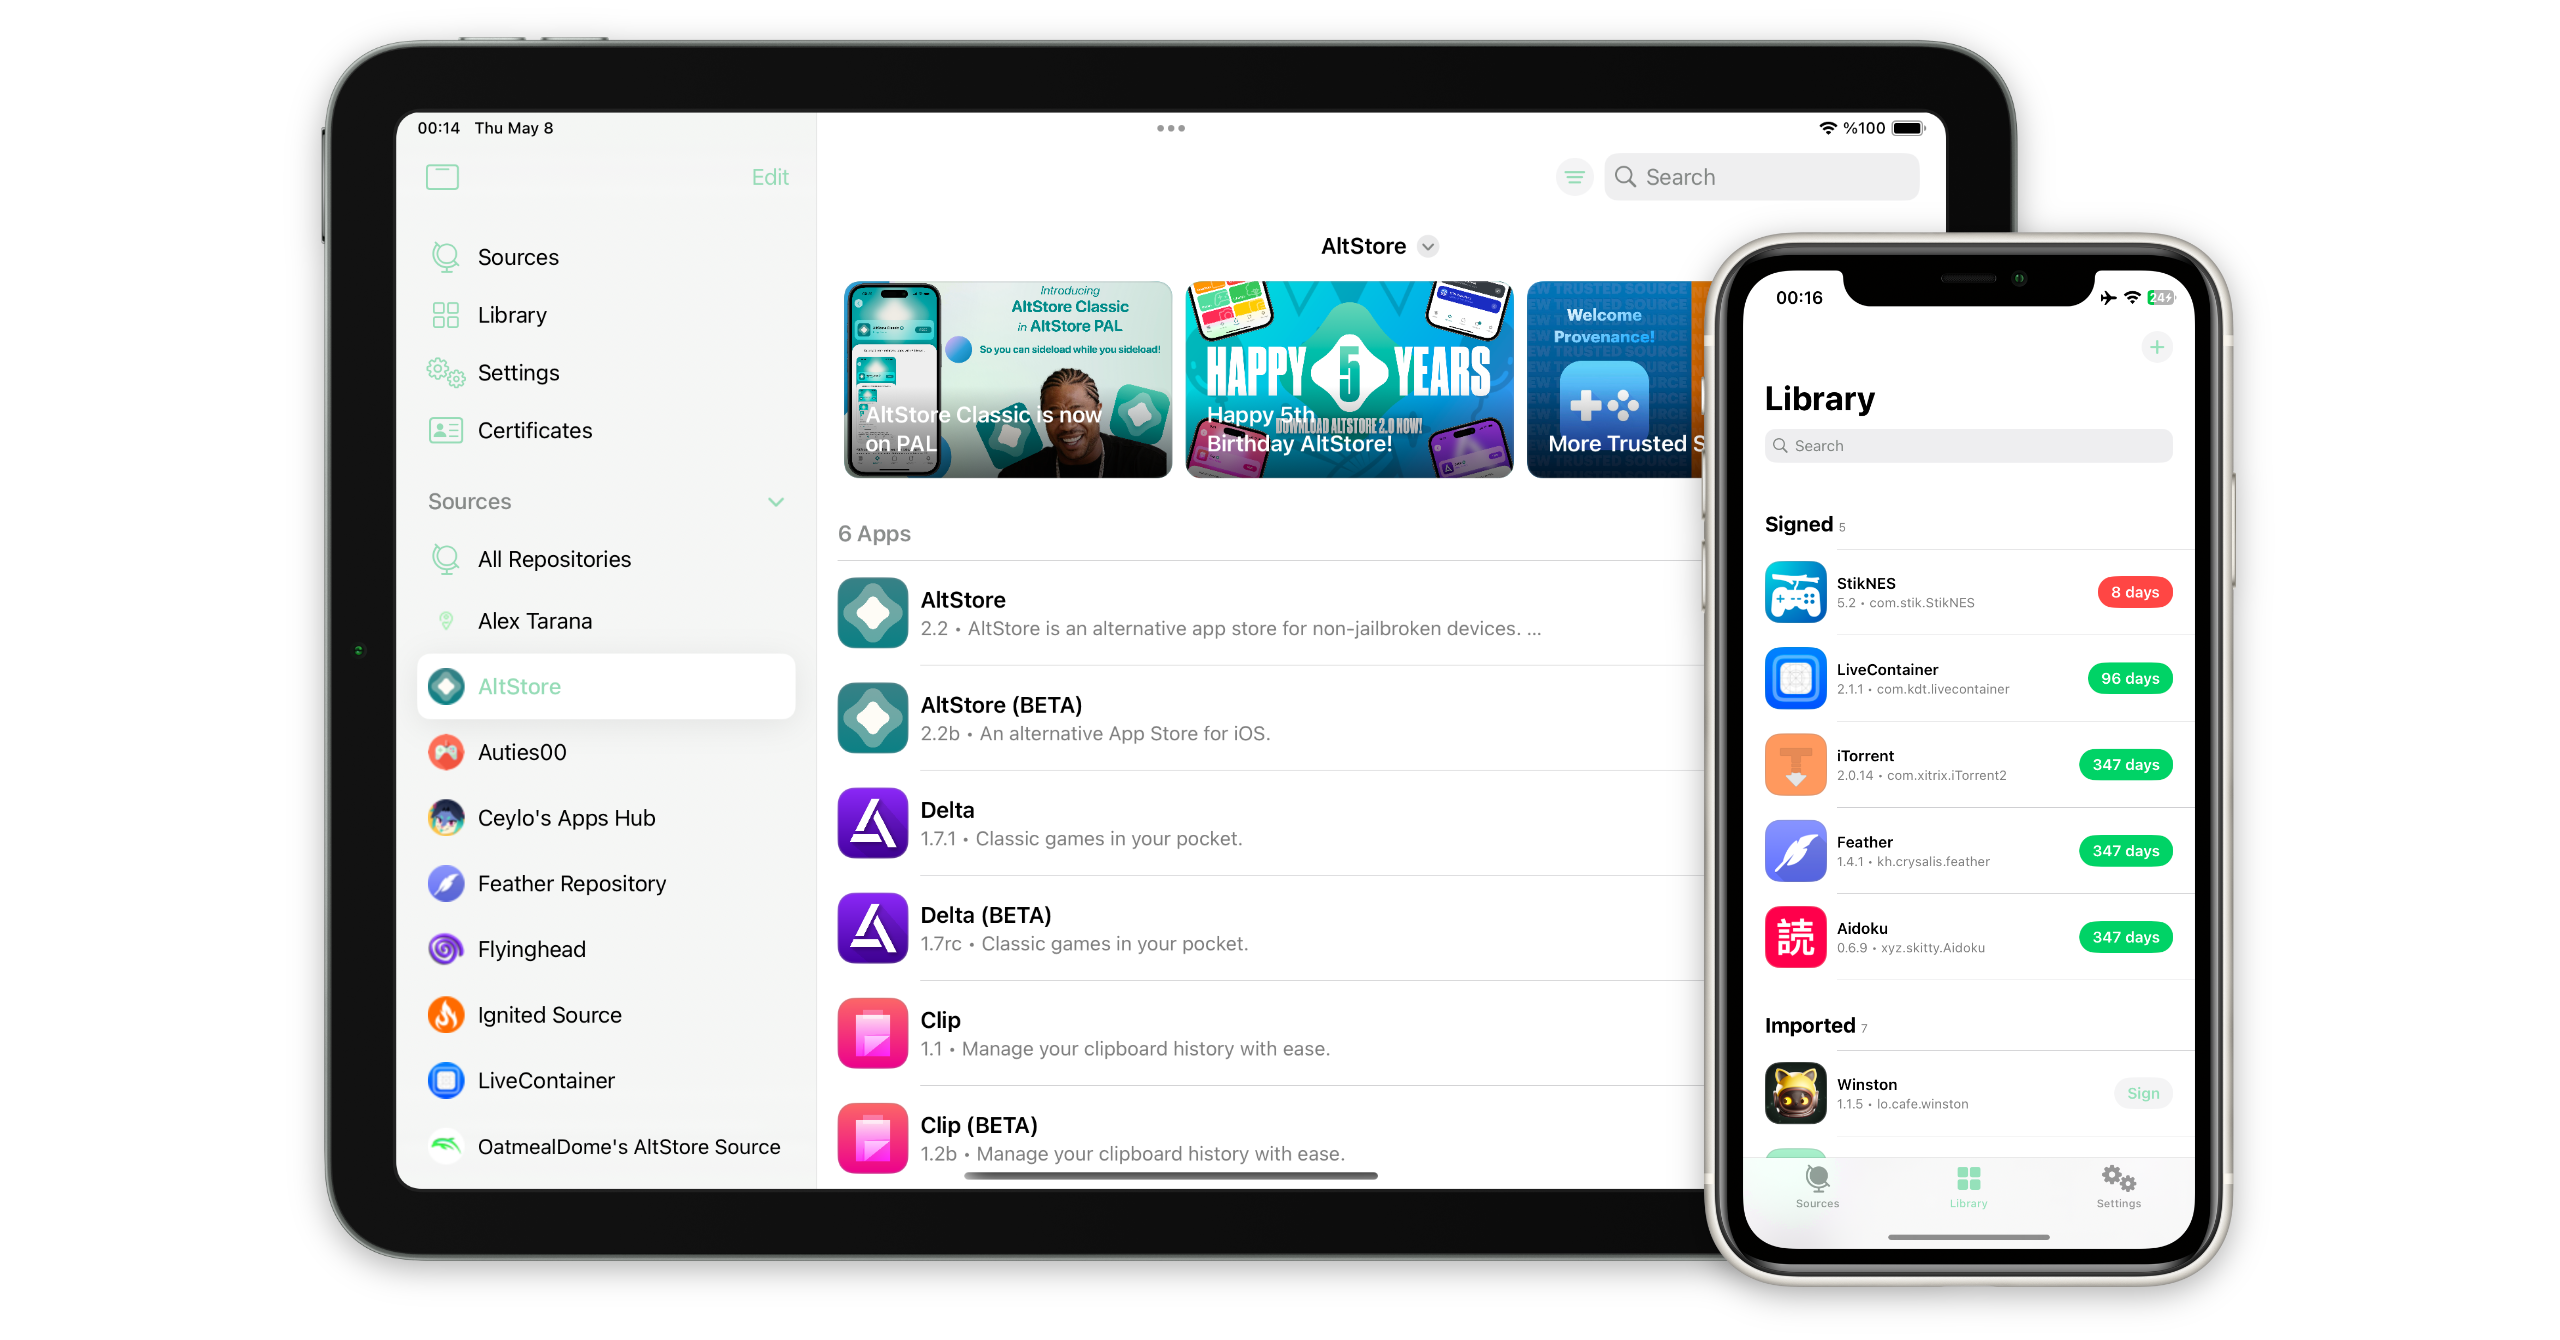 00:14 Thu May 8
%100
Edit
Sources
Library
Settings
Certificates
Sources
All Repositories
Alex Tarana
AltStore
Auties00
Ceylo's Apps Hub
Feather Repository
Flyinghead
Ignited Source
LiveContainer
OatmealDome's AltStore Source
Search
AltStore
Introducing
AltStore Classic
in AltStore PAL
So you can sideload while you sideload!
AltStore Classic is now
on PAL
HAPPY 5 YEARS
DOWNLOAD ALTSTORE 2.0 NOW!
Happy 5th
Birthday AltStore!
Welcome
Provenance!
More Trusted S
6 Apps
AltStore
2.2 • AltStore is an alternative app store for non-jailbroken devices. ...
AltStore (BETA)
2.2b • An alternative App Store for iOS.
Delta
1.7.1 • Classic games in your pocket.
Delta (BETA)
1.7rc • Classic games in your pocket.
Clip
1.1 • Manage your clipboard history with ease.
Clip (BETA)
1.2b • Manage your clipboard history with ease.
00:16
24
Library
Search
Signed 5
StikNES
5.2 • com.stik.StikNES
8 days
LiveContainer
2.1.1 • com.kdt.livecontainer
96 days
iTorrent
2.0.14 • com.xitrix.iTorrent2
347 days
Feather
1.4.1 • kh.crysalis.feather
347 days
読
Aidoku
0.6.9 • xyz.skitty.Aidoku
347 days
Imported 7
Winston
1.1.5 • lo.cafe.winston
Sign
Sources
Library
Settings